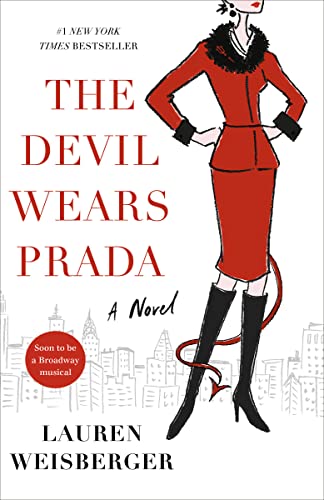 #1 NEW YORK
TIMES BESTSELLER
THE
DEVIL
WEARS
PRADA
A Novel
Soon to be
a Broadway
musical
LAUREN
WEISBERGER